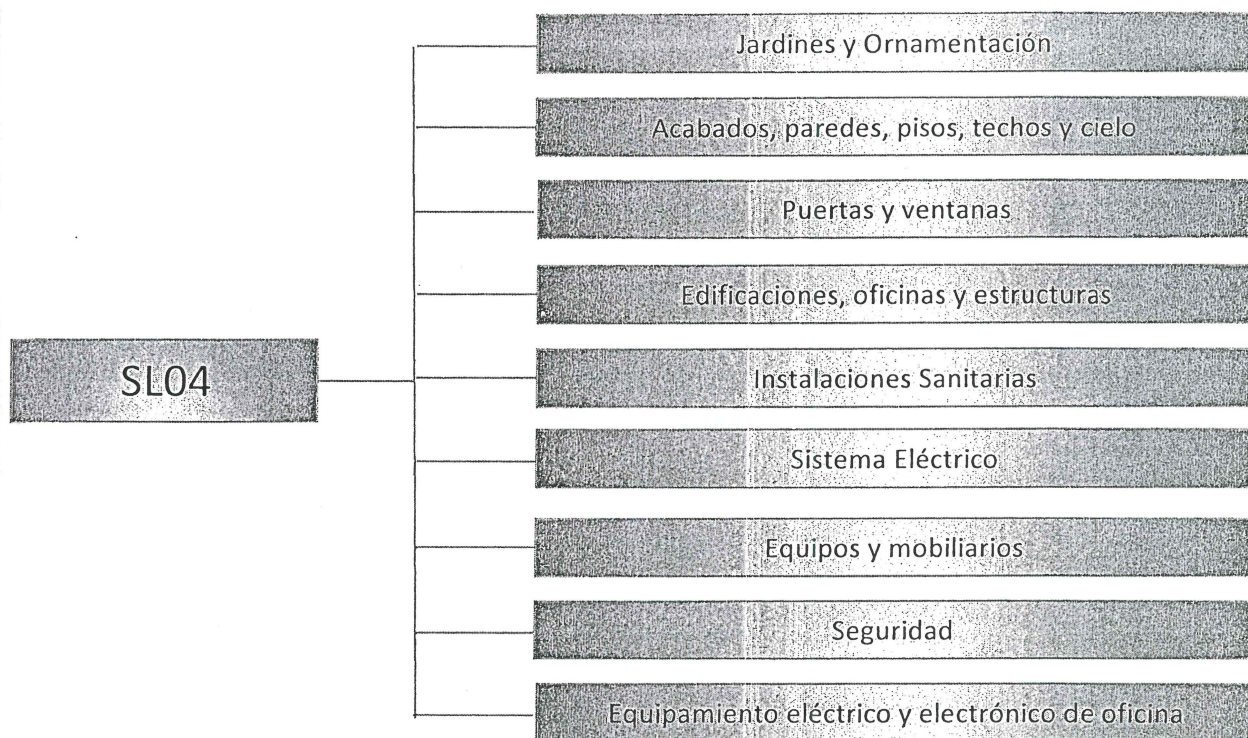 Jardines y Ornamentación
Acabados, paredes, pisos, techos y cielo
Puertas y ventanas
Edificaciones, oficinas y estructuras
SL04
Instalaciones Sanitarias
Sistema Eléctrico
Equipos y mobiliarios
Seguridad
Equipamiento eléctrico y electrónico de oficina